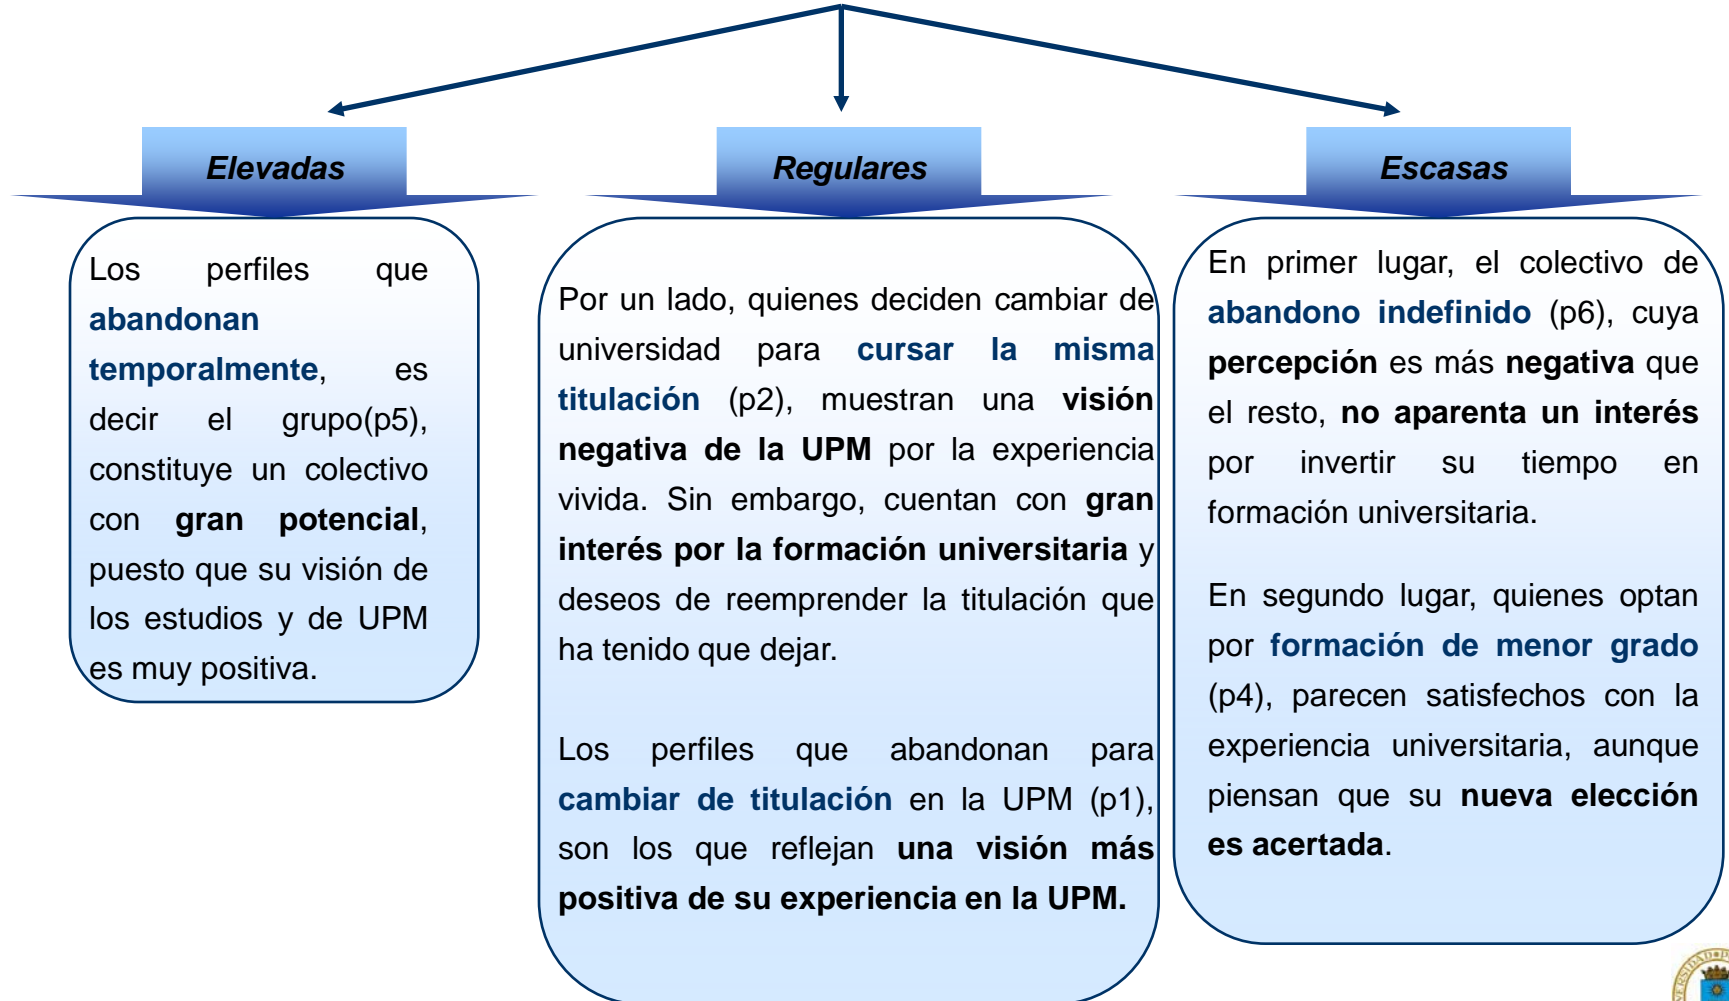 Elevadas
Los perfiles que
abandonan
temporalmente, es
decir el grupo(p5),
constituye un colectivo
con gran potencial,
puesto que su visión de
los estudios y de UPM
es muy positiva.
Regulares
Por un lado, quienes deciden cambiar de
universidad para cursar la misma
titulación (p2), muestran una visión
negativa de la UPM por la experiencia
vivida. Sin embargo, cuentan con gran
interés por la formación universitaria y
deseos de reemprender la titulación que
ha tenido que dejar.
Los perfiles que abandonan para
cambiar de titulación en la UPM (p1),
son los que reflejan una visión más
positiva de su experiencia en la UPM.
Escasas
En primer lugar, el colectivo de
abandono indefinido (p6), cuya
percepción es más negativa que
el resto, no aparenta un interés
por invertir su tiempo en
formación universitaria.
En segundo lugar, quienes optan
por formación de menor grado
(p4), parecen satisfechos con la
experiencia universitaria, aunque
piensan que su nueva elección
es acertada.